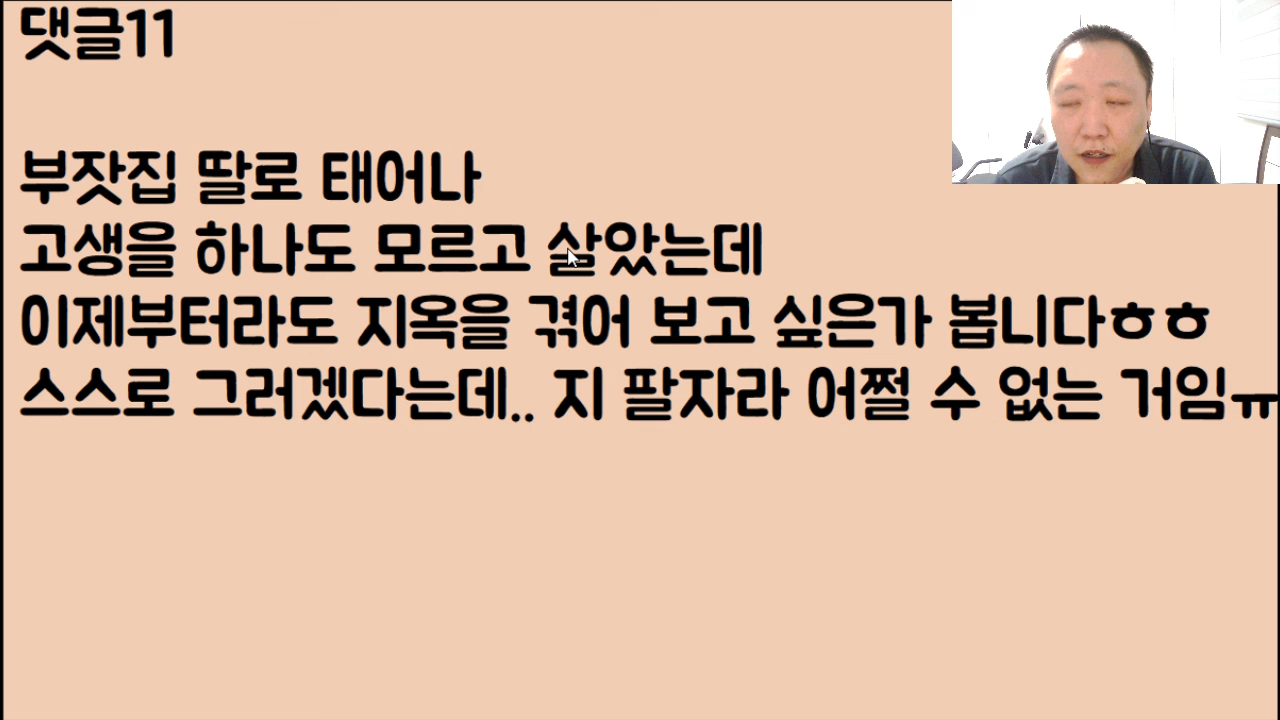 댓글11
부잣집 딸로 태어나
고생을 하나도 모르고 살았는데
이제부터라도 지옥을 겪어 보고 싶은가 봅니다ㅎㅎ
스스로 그러겠다는데.. 지 팔자라 어쩔 수 없는 거임ㅠ